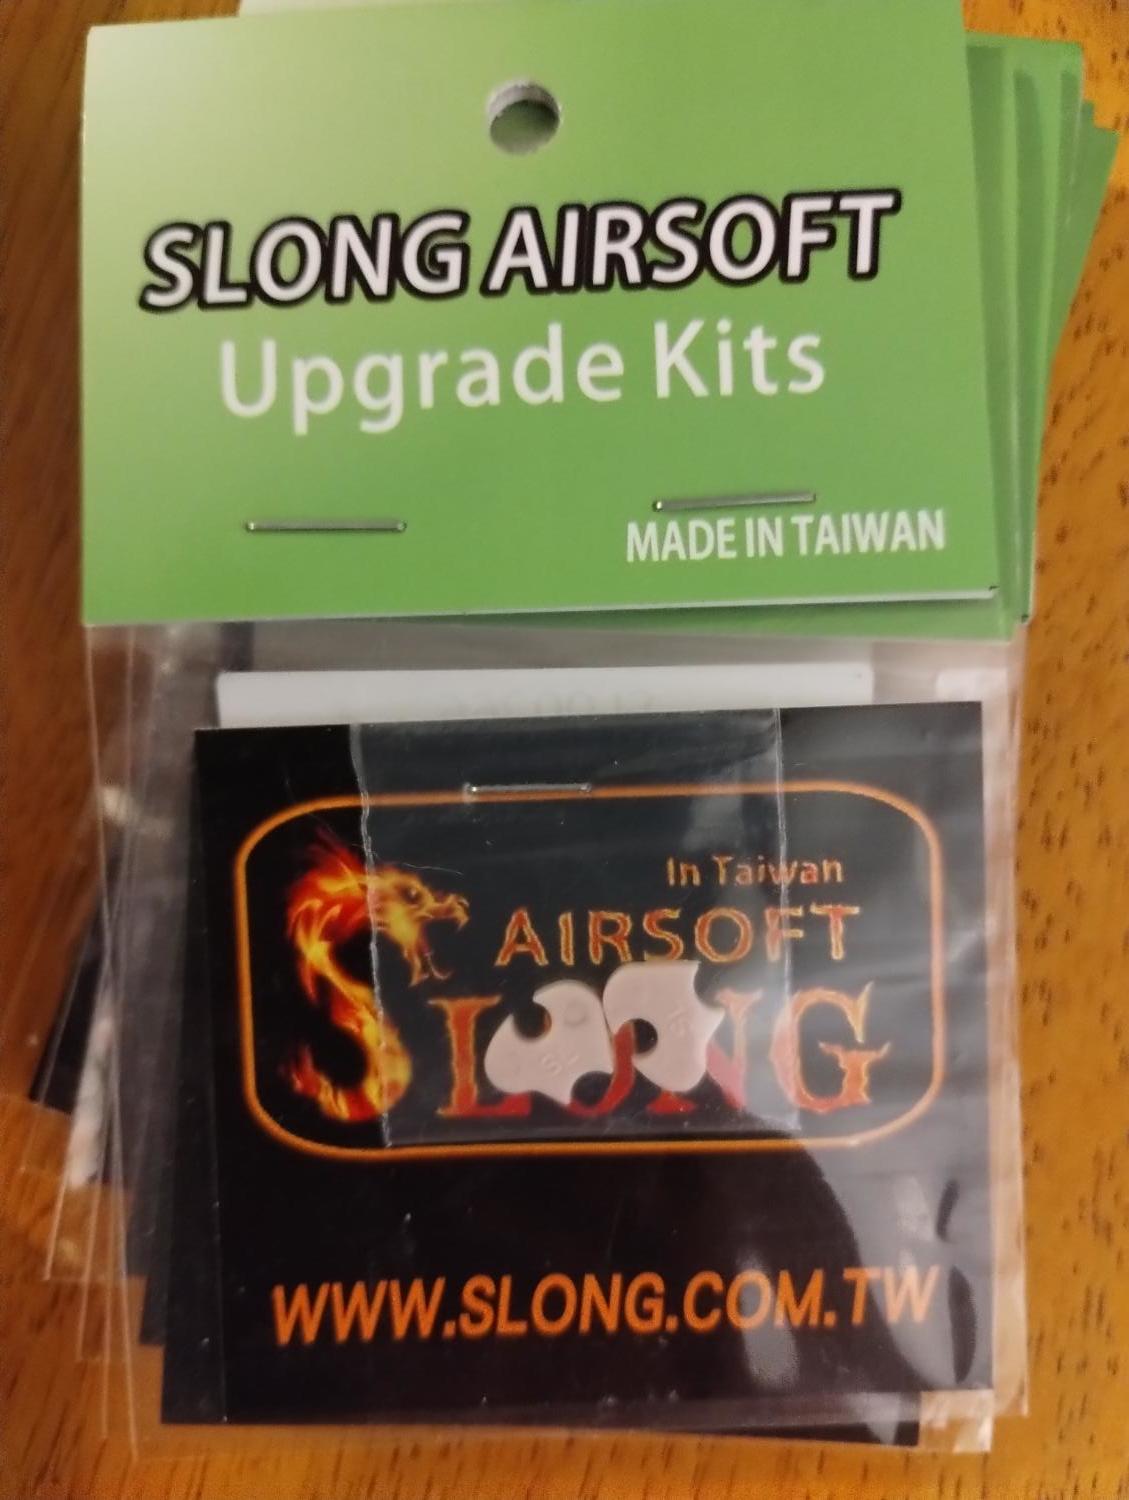 SLONG AIRSOFT
Upgrade Kits
MADE IN TAIWAN
In Taiwan
AIRSOFT
SLONG
WWW.SLONG.COM.TW